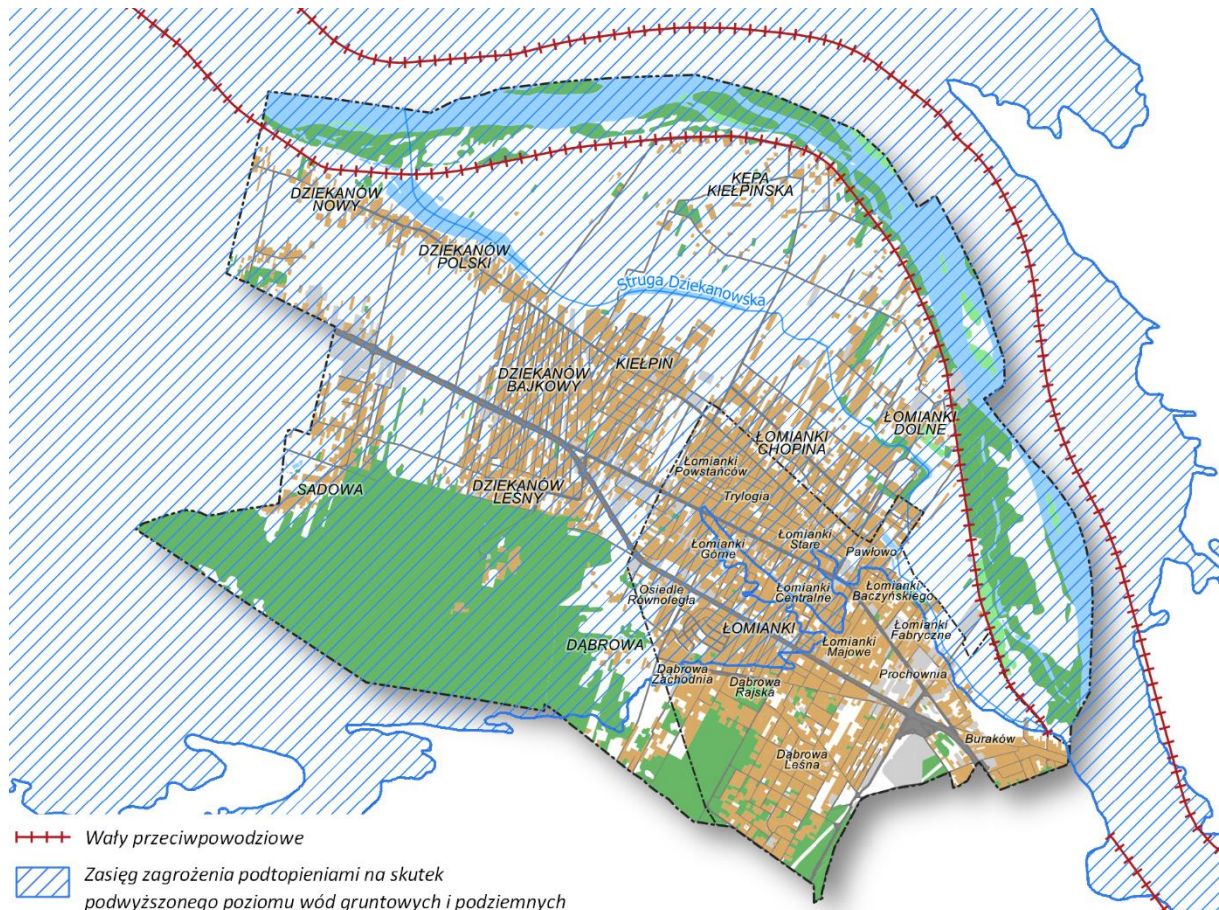 KĘPA
KIEŁPIŃSKA
DZIEKANÓW
NOWY
DZIEKANÓW
POLSKI
Struga Dziekanowska
KIEŁPIN
DZIEKANÓW
BAJKOWY
ŁOMIANKI
DOLNE
ŁOMIANKI
CHOPINA
Łomianki
Powstańców
SADOWA
DZIEKANÓW
LEŚNY
Trylogia
Łomianki
Górne
Łomianki
Stare
Pawłowo
Osiedle
Równoległa
Łomianki
Centralne
Łomianki
Baczyńskiego
ŁOMIANKI
Łomianki
Fabryczne
DĄBROWA
Łomianki
Majowe
Dąbrowa
Zachodnia
Dąbrowa
Rajska
Prochownia
Buraków
Dąbrowa
Leśna
Wały przeciwpowodziowe
Zasięg zagrożenia podtopieniami na skutek
podwyższonego poziomu wód gruntowych i podziemnych